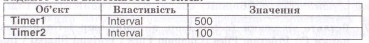 Об'єкт Властивість Значення
Timer1 Interval 500
Timer2 Interval 100